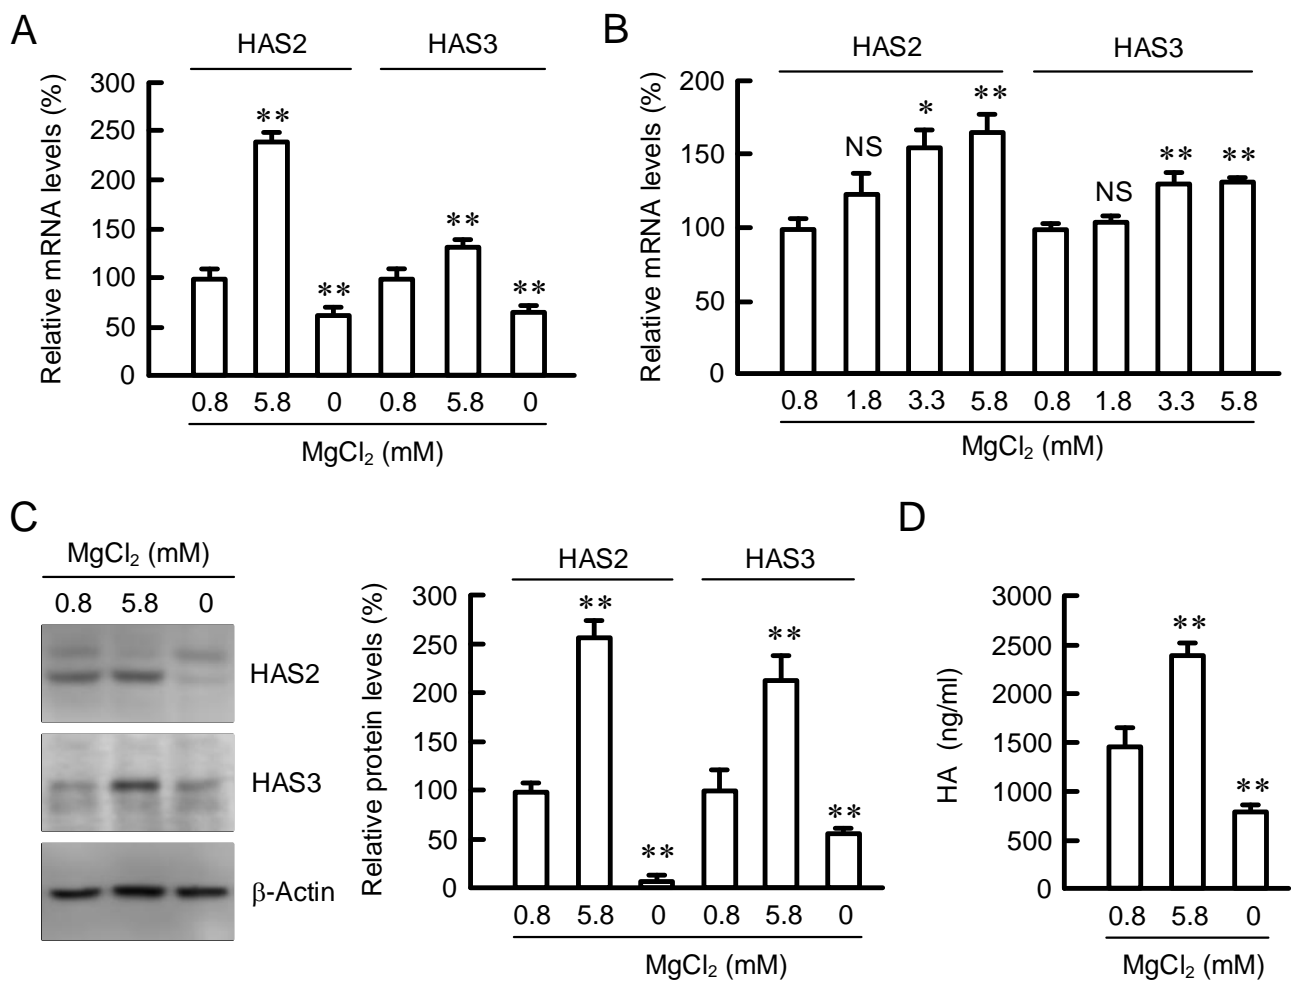 A
HAS2 HAS3
Relative mRNA levels (%)
300
250
200
150
100
50
0
** ** ** **
0.8 5.8 0 0.8 5.8 0
MgCl₂ (mM)
B
HAS2 HAS3
Relative mRNA levels (%)
200
150
100
50
0
NS * ** NS ** **
0.8 1.8 3.3 5.8 0.8 1.8 3.3 5.8
MgCl₂ (mM)
C
MgCl₂ (mM)
0.8 5.8 0
HAS2
HAS3
β-Actin
HAS2 HAS3
Relative protein levels (%)
300
250
200
150
100
50
0
** ** ** **
0.8 5.8 0 0.8 5.8 0
MgCl₂ (mM)
D
HA (ng/ml)
3000
2500
2000
1500
1000
500
0
** **
0.8 5.8 0
MgCl₂ (mM)